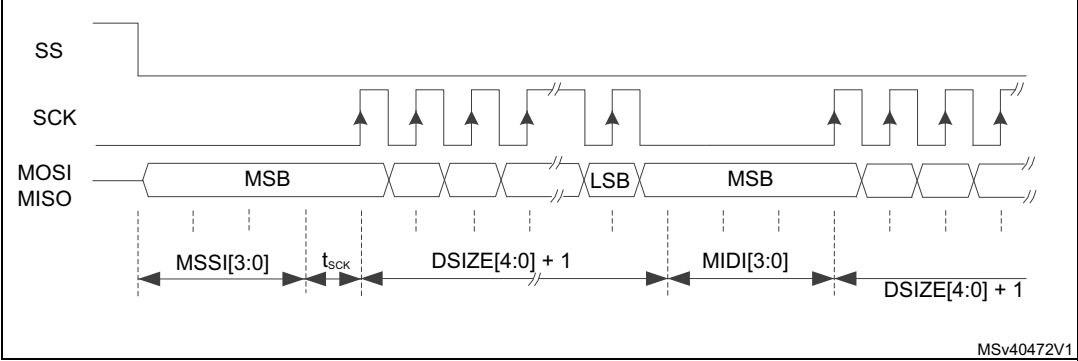 SS
SCK
MOSI
MISO
MSB
LSB
MSB
MSSI[3:0]
tSCK
DSIZE[4:0] + 1
MIDI[3:0]
DSIZE[4:0] + 1
MSv40472V1